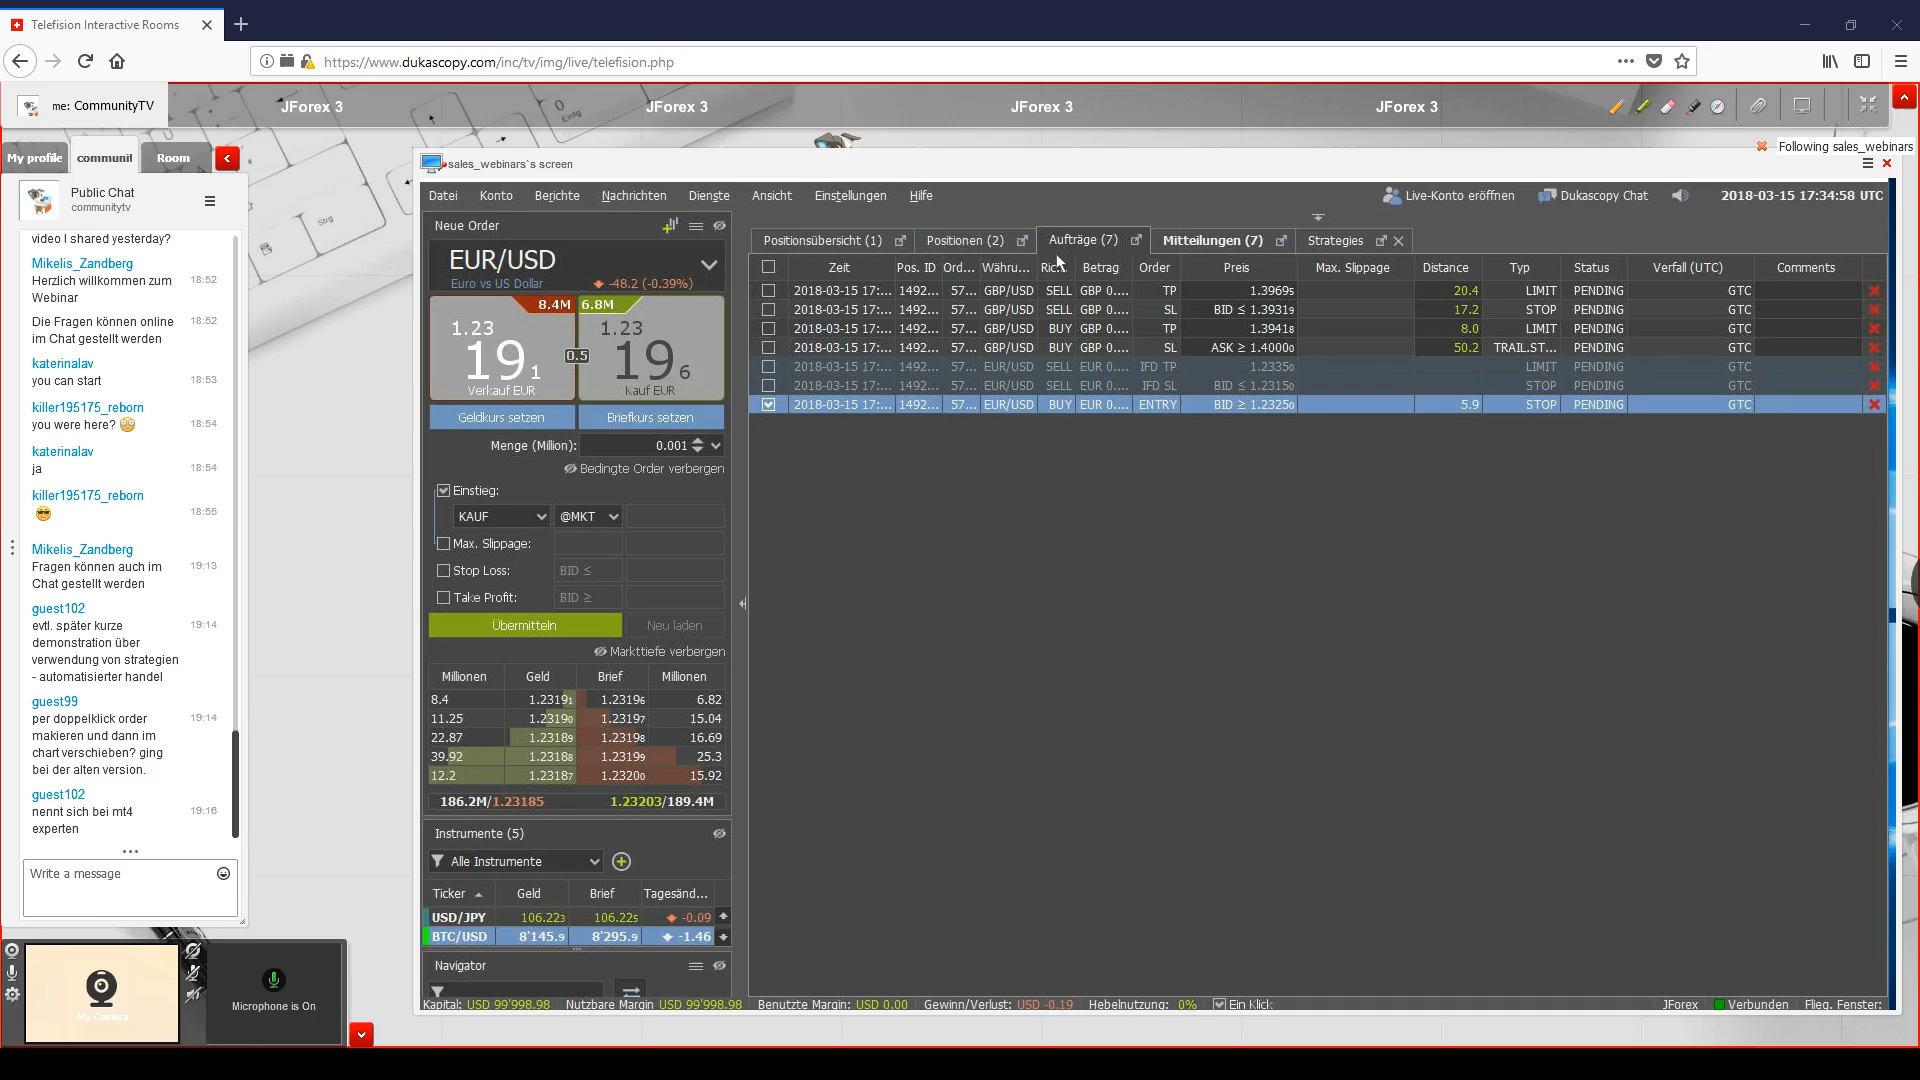 Telefision Interactive Rooms
https://www.dukascopy.com/inc/tv/img/live/telefision.php
me: CommunityTV
JForex 3
JForex 3
JForex 3
JForex 3
Following sales_webinars
My profile
communit
Room
sales_webinars`s screen
Public Chat
communitytv
video I shared yesterday?
Mikelis_Zandberg
Herzlich willkommen zum 18:52
Webinar
Die Fragen können online 18:52
im Chat gestellt werden
katerinalav
you can start 18:53
killer195175_reborn
you were here? 18:54
katerinalav
ja 18:54
killer195175_reborn
18:55
Mikelis_Zandberg
Fragen können auch im 19:13
Chat gestellt werden
guest102
evtl. später kurze 19:14
demonstration über
verwendung von strategien
- automatisierter handel
guest99
per doppelklick order 19:14
makieren und dann im
chart verschieben? ging
bei der alten version.
guest102
nennt sich bei mt4 19:16
experten
Write a message
My Camera
Microphone is On
Datei Konto Berichte Nachrichten Dienste Ansicht Einstellungen Hilfe
Live-Konto eröffnen Dukascopy Chat 2018-03-15 17:34:58 UTC
Neue Order
EUR/USD
Euro vs US Dollar -48.2 (-0.39%)
8.4M 6.8M
1.23 1.23
19 1 0.5 19 6
Verkauf EUR Kauf EUR
Geldkurs setzen Briefkurs setzen
Menge (Million): 0.001
Bedingte Order verbergen
Einstieg:
KAUF @MKT
Max. Slippage:
Stop Loss: BID ≤
Take Profit: BID ≥
Übermitteln Neu laden
Markttiefe verbergen
Millionen Geld Brief Millionen
8.4 1.23191 1.23196 6.82
11.25 1.23190 1.23197 15.04
22.87 1.23189 1.23198 16.69
39.92 1.23188 1.23199 25.3
12.2 1.23187 1.23200 15.92
186.2M/1.23185 1.23203/189.4M
Instrumente (5)
Alle Instrumente
Ticker Geld Brief Tagesänd...
USD/JPY 106.223 106.225 -0.09
BTC/USD 8'145.9 8'295.9 -1.46
Navigator
Positionsübersicht (1) Positionen (2) Aufträge (7) Mitteilungen (7) Strategies
Zeit Pos. ID Ord... Währu... Rich. Betrag Order Preis Max. Slippage Distance Typ Status Verfall (UTC) Comments
2018-03-15 17:... 1492... 57... GBP/USD SELL GBP 0.... TP 1.39695 20.4 LIMIT PENDING GTC
2018-03-15 17:... 1492... 57... GBP/USD SELL GBP 0.... SL BID ≤ 1.39319 17.2 STOP PENDING GTC
2018-03-15 17:... 1492... 57... GBP/USD BUY GBP 0.... TP 1.39418 8.0 LIMIT PENDING GTC
2018-03-15 17:... 1492... 57... GBP/USD BUY GBP 0.... SL ASK ≥ 1.40000 50.2 TRAIL.ST... PENDING GTC
2018-03-15 17:... 1492... 57... EUR/USD SELL EUR 0.... IFD TP 1.23350 LIMIT PENDING GTC
2018-03-15 17:... 1492... 57... EUR/USD SELL EUR 0.... IFD SL BID ≤ 1.23150 STOP PENDING GTC
2018-03-15 17:... 1492... 57... EUR/USD BUY EUR 0.... ENTRY BID ≥ 1.23250 5.9 STOP PENDING GTC
Kapital: USD 99'998.98 Nutzbare Margin USD 99'998.98 Benutzte Margin: USD 0.00 Gewinn/Verlust: USD -0.19 Hebelnutzung: 0% Ein Klick JForex Verbunden Flieg. Fenster: